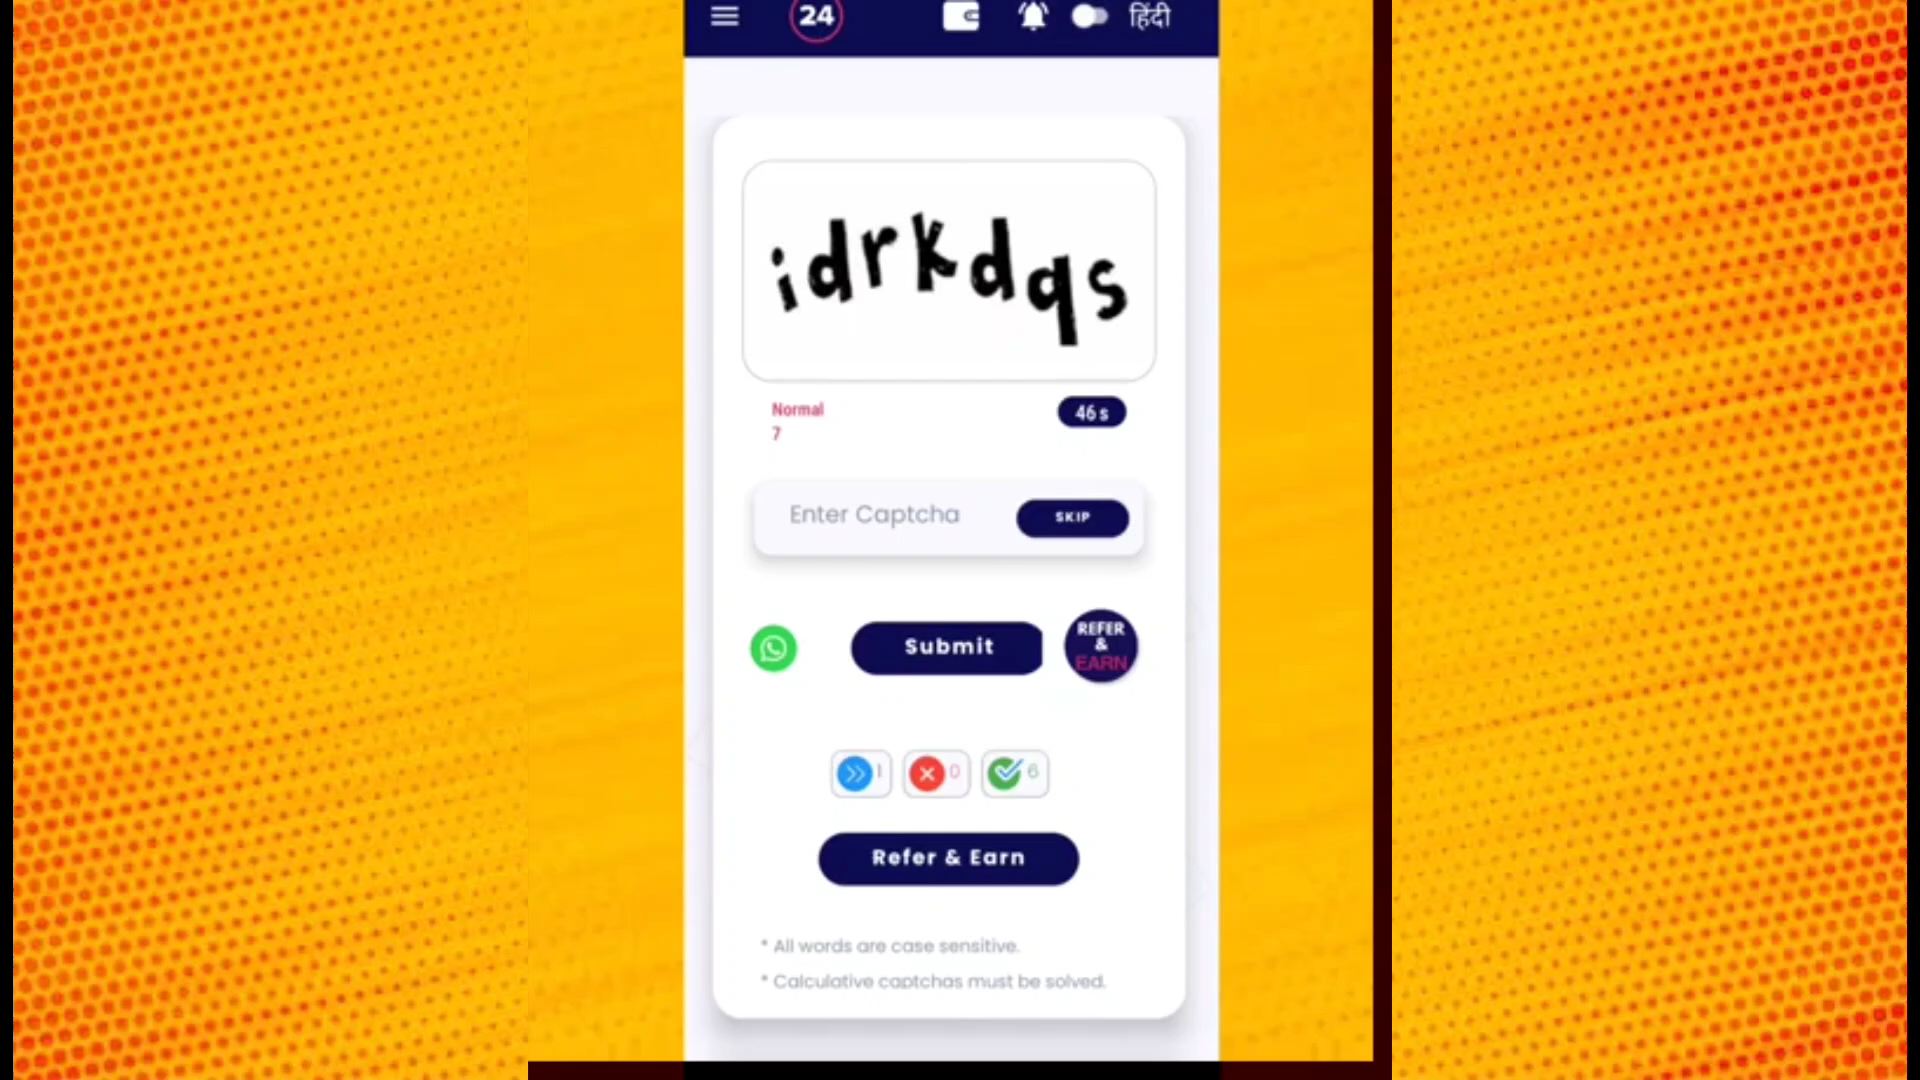 24 हिंदी
idrkdqs
Normal 46 s
7
Enter Captcha SKIP
Submit
REFER
&
EARN
1 0 6
Refer & Earn
* All words are case sensitive.
* Calculative captchas must be solved.